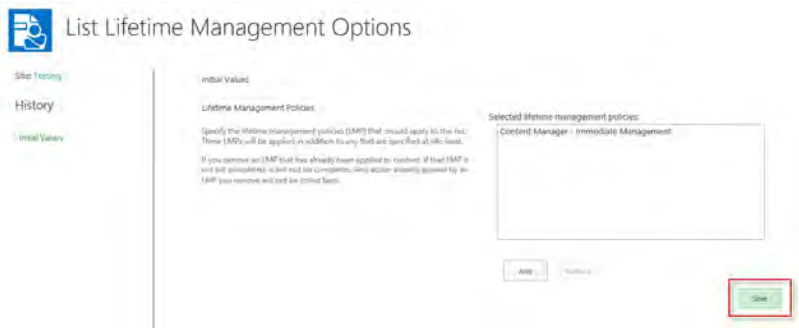 List Lifetime Management Options
Site: Testing
History
Initial Values
Initial Values
Lifetime Management Policies
Specify the lifetime management policies (LMP) that should apply to the list.
These LMPs will be applied in addition to any that are specified at site level.
If you remove an LMP that has already been applied to content, if that LMP is
not yet completed, it will not be completed. Any action already applied by an
LMP you remove will not be rolled back.
Selected lifetime management policies:
Content Manager - Immediate Management
Add
Remove
Save